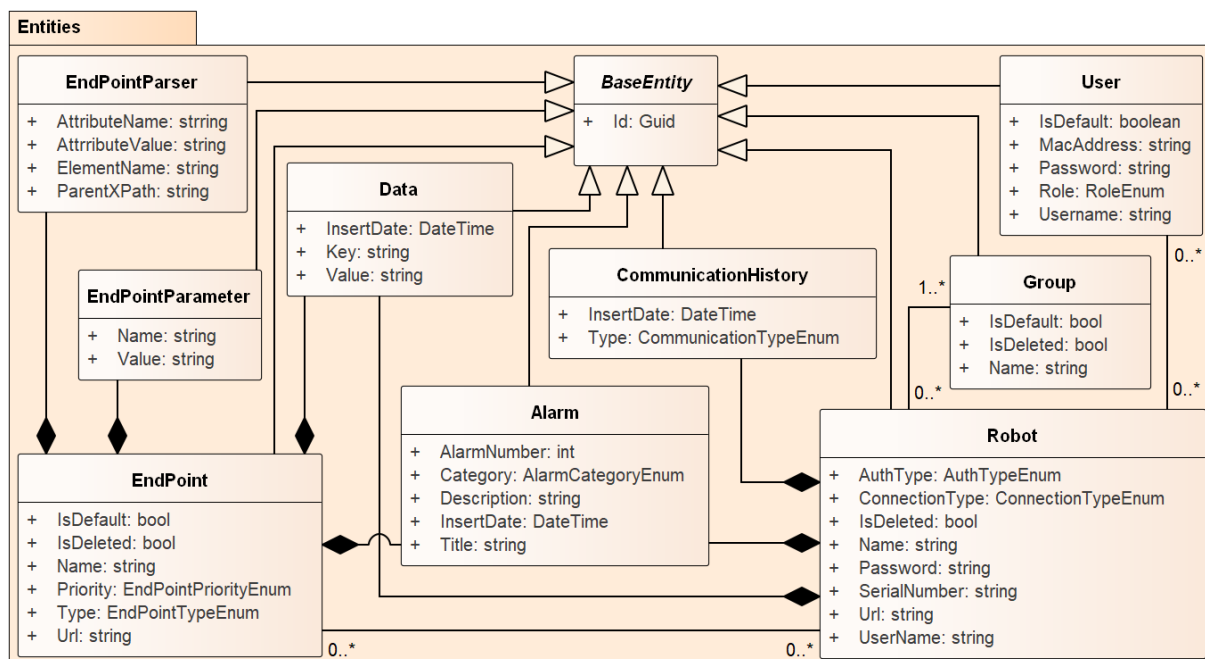 Entities
EndPointParser
+ AttributeName: strring
+ AttrributeValue: string
+ ElementName: string
+ ParentXPath: string
BaseEntity
+ Id: Guid
User
+ IsDefault: boolean
+ MacAddress: string
+ Password: string
+ Role: RoleEnum
+ Username: string
Data
+ InsertDate: DateTime
+ Key: string
+ Value: string
EndPointParameter
+ Name: string
+ Value: string
CommunicationHistory
+ InsertDate: DateTime
+ Type: CommunicationTypeEnum
0..*
1..*
Group
+ IsDefault: bool
+ IsDeleted: bool
+ Name: string
0..*
0..*
Alarm
+ AlarmNumber: int
+ Category: AlarmCategoryEnum
+ Description: string
+ InsertDate: DateTime
+ Title: string
EndPoint
+ IsDefault: bool
+ IsDeleted: bool
+ Name: string
+ Priority: EndPointPriorityEnum
+ Type: EndPointTypeEnum
+ Url: string
Robot
+ AuthType: AuthTypeEnum
+ ConnectionType: ConnectionTypeEnum
+ IsDeleted: bool
+ Name: string
+ Password: string
+ SerialNumber: string
+ Url: string
+ UserName: string
0..*
0..*